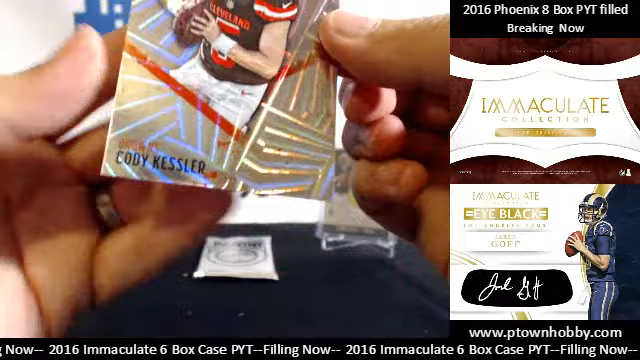 2016 Phoenix 8 Box PYT filled
Breaking Now
CLEVELAND
BROWNS
CODY KESSLER
IMMACULATE
COLLECTION
IMMACULATE
EYE BLACK
LOS ANGELES RAMS
JARED
GOFF
www.ptownhobby.com
g Now-- 2016 Immaculate 6 Box Case PYT--Filling Now-- 2016 Immaculate 6 Box Case PYT--Filling Now--